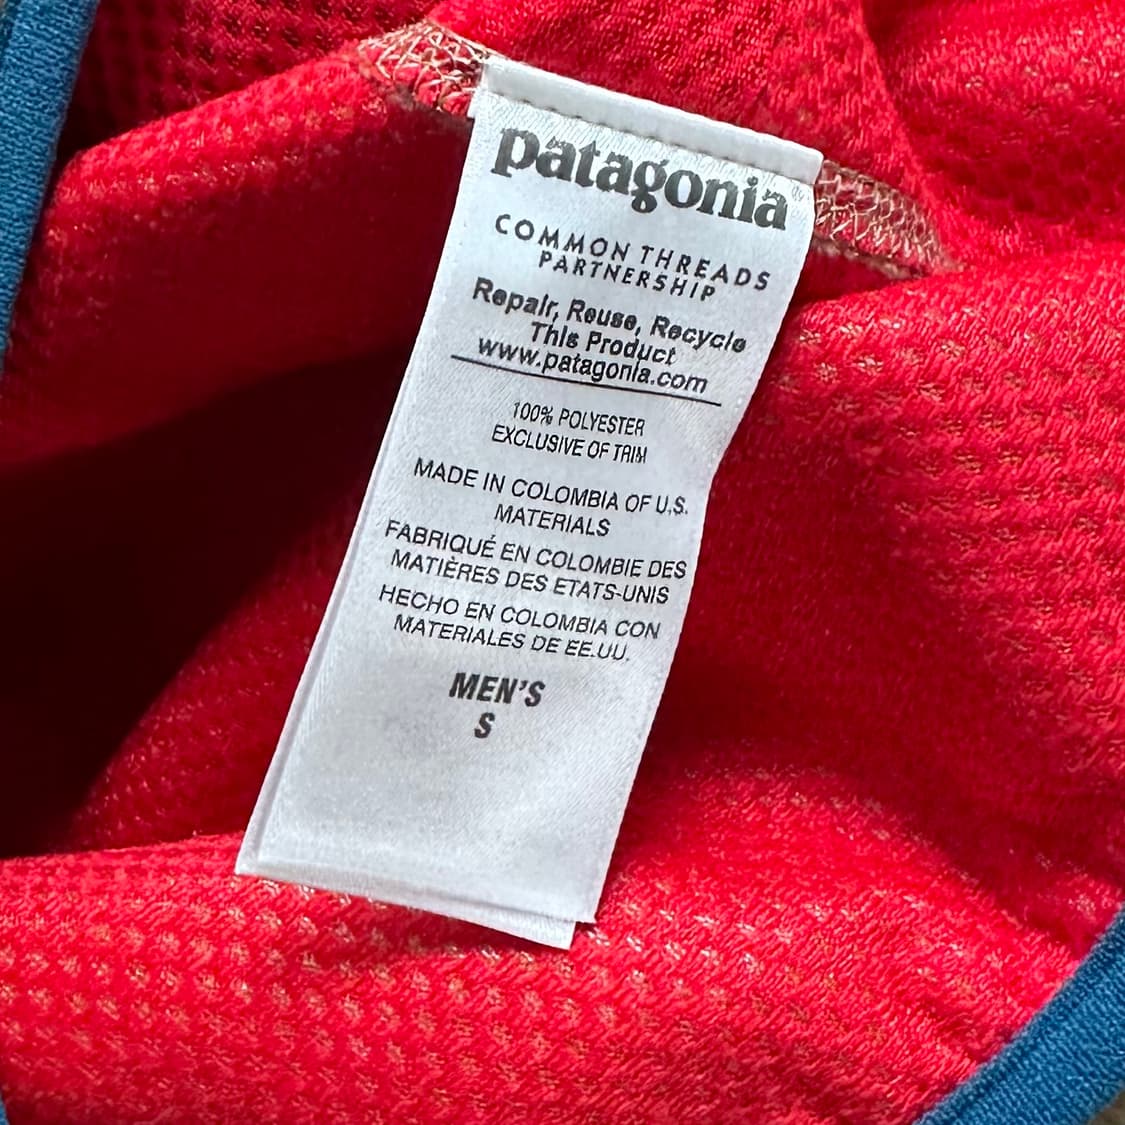 patagonia®
COMMON THREADS
PARTNERSHIP
Repair, Reuse, Recycle
This Product
www.patagonia.com
100% POLYESTER
EXCLUSIVE OF TRIM
MADE IN COLOMBIA OF U.S.
MATERIALS
FABRIQUÉ EN COLOMBIE DES
MATIÈRES DES ETATS-UNIS
HECHO EN COLOMBIA CON
MATERIALES DE EE.UU.
MEN'S
S